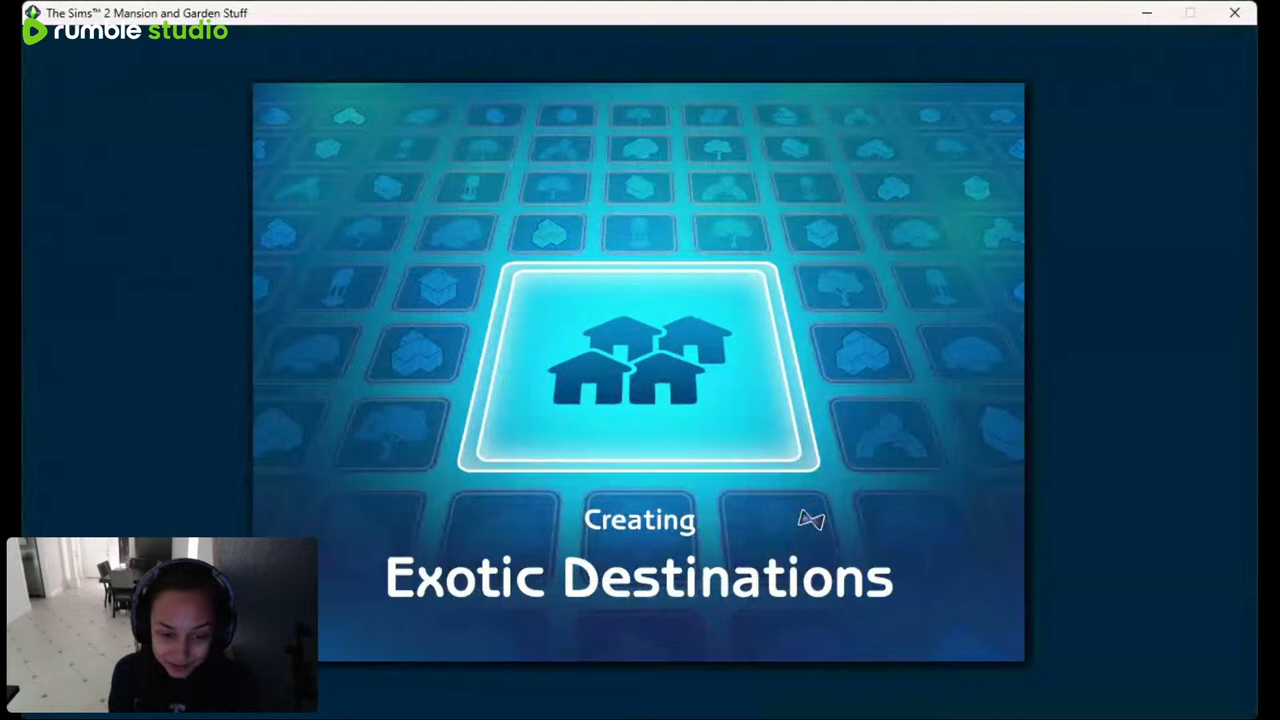 The Sims™ 2 Mansion and Garden Stuff
rumble studio
Creating
Exotic Destinations